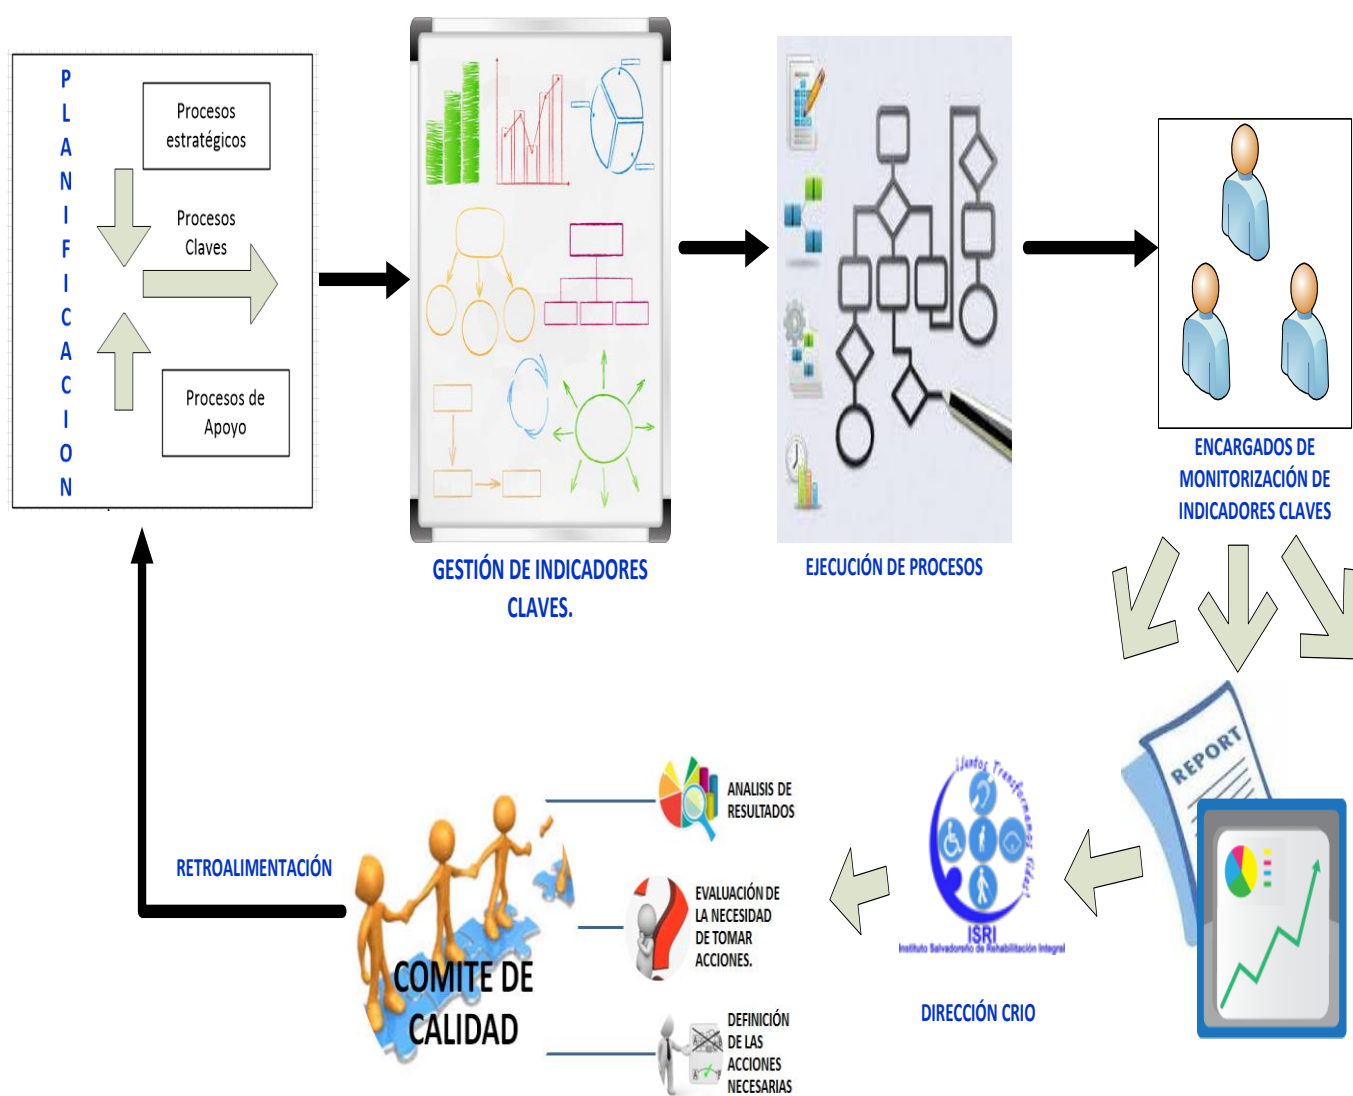 PLANIFICACION
Procesos
estratégicos
Procesos
Claves
Procesos de
Apoyo
GESTIÓN DE INDICADORES
CLAVES.
EJECUCIÓN DE PROCESOS
ENCARGADOS DE
MONITORIZACIÓN DE
INDICADORES CLAVES
REPORT
¡Juntos Transformamos Vidas!
ISRI
Instituto Salvadoreño de Rehabilitación Integral
DIRECCIÓN CRIO
ANALISIS DE
RESULTADOS
EVALUACIÓN DE
LA NECESIDAD
DE TOMAR
ACCIONES.
DEFINICIÓN
DE LAS
ACCIONES
NECESARIAS
COMITE DE
CALIDAD
RETROALIMENTACIÓN